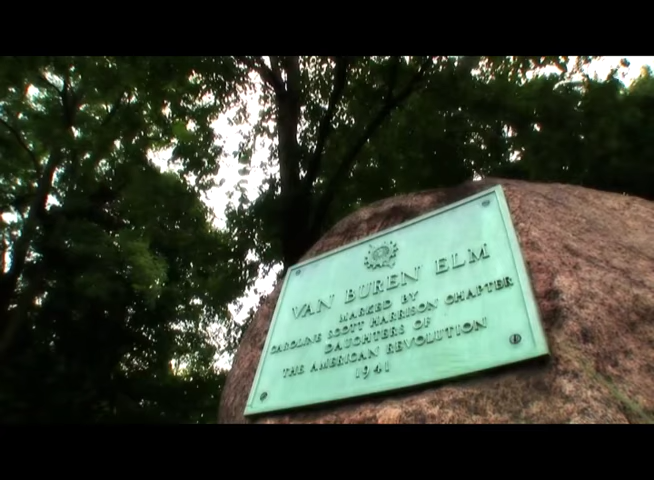 VAN BUREN ELM
MARKED BY
CAROLINE SCOTT HARRISON CHAPTER
DAUGHTERS OF
THE AMERICAN REVOLUTION
1941